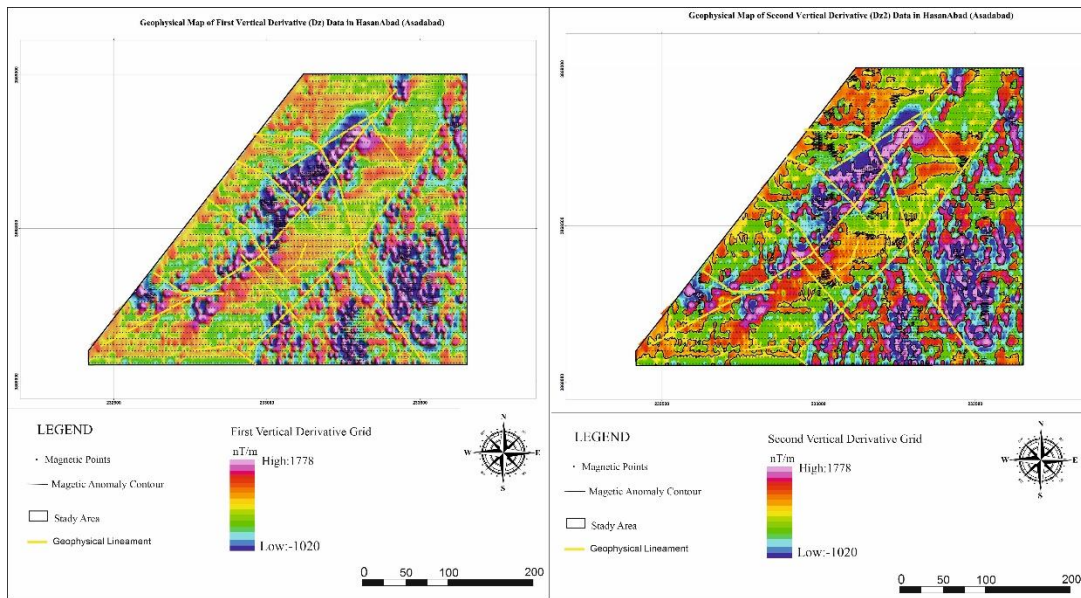 Geophysical Map of First Vertical Derivative (Dz) Data in HasanAbad (Asadabad)
LEGEND
Magnetic Points
Magetic Anomaly Contour
Stady Area
Geophysical Lineament
First Vertical Derivative Grid
nT/m
High:1778
Low:-1020
N
W
E
S
0 50 100 200
Geophysical Map of Second Vertical Derivative (Dz2) Data in HasanAbad (Asadabad)
LEGEND
Magnetic Points
Magetic Anomaly Contour
Stady Area
Geophysical Lineament
Second Vertical Derivative Grid
nT/m
High:1778
Low:-1020
N
W
E
S
0 50 100 200